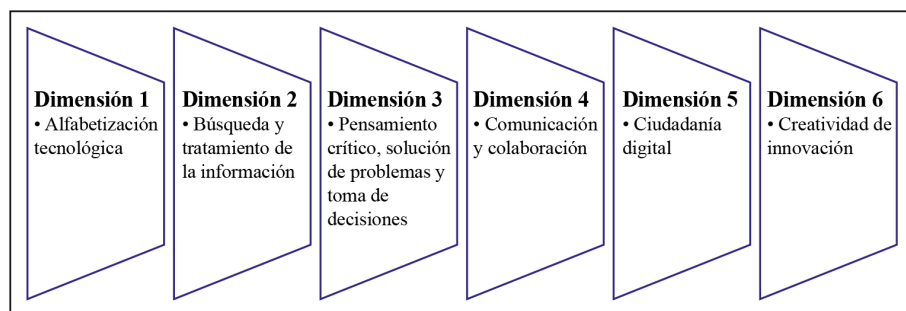 Dimensión 1
• Alfabetización
tecnológica
Dimensión 2
• Búsqueda y
tratamiento de
la información
Dimensión 3
• Pensamiento
crítico, solución
de problemas y
toma de
decisiones
Dimensión 4
• Comunicación
y colaboración
Dimensión 5
• Ciudadanía
digital
Dimensión 6
• Creatividad de
innovación